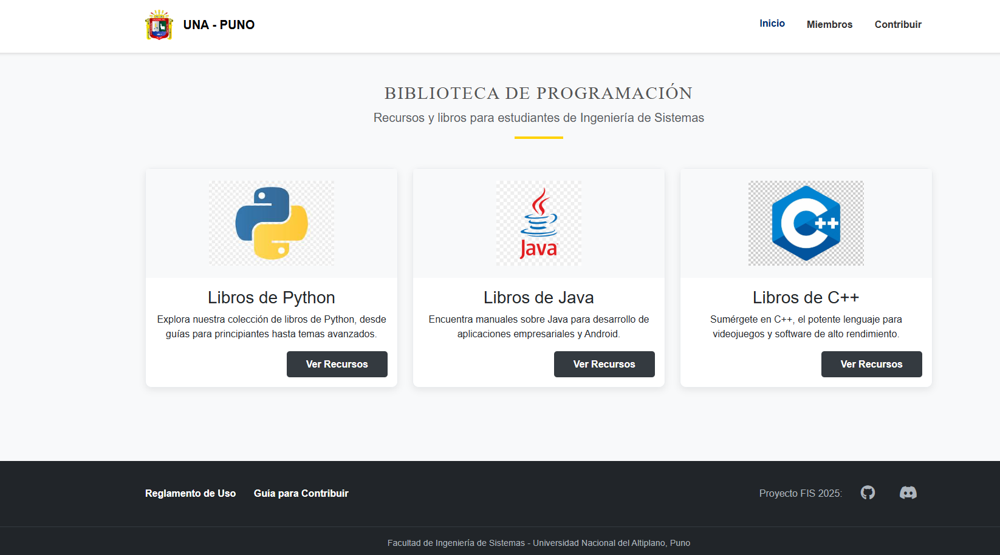 UNA - PUNO
Inicio
Miembros
Contribuir
BIBLIOTECA DE PROGRAMACIÓN
Recursos y libros para estudiantes de Ingeniería de Sistemas
Java
C++
Libros de Python
Explora nuestra colección de libros de Python, desde
guías para principiantes hasta temas avanzados.
Ver Recursos
Libros de Java
Encuentra manuales sobre Java para desarrollo de
aplicaciones empresariales y Android.
Ver Recursos
Libros de C++
Sumérgete en C++, el potente lenguaje para
videojuegos y software de alto rendimiento.
Ver Recursos
Reglamento de Uso
Guía para Contribuir
Proyecto FIS 2025:
Facultad de Ingeniería de Sistemas - Universidad Nacional del Altiplano, Puno